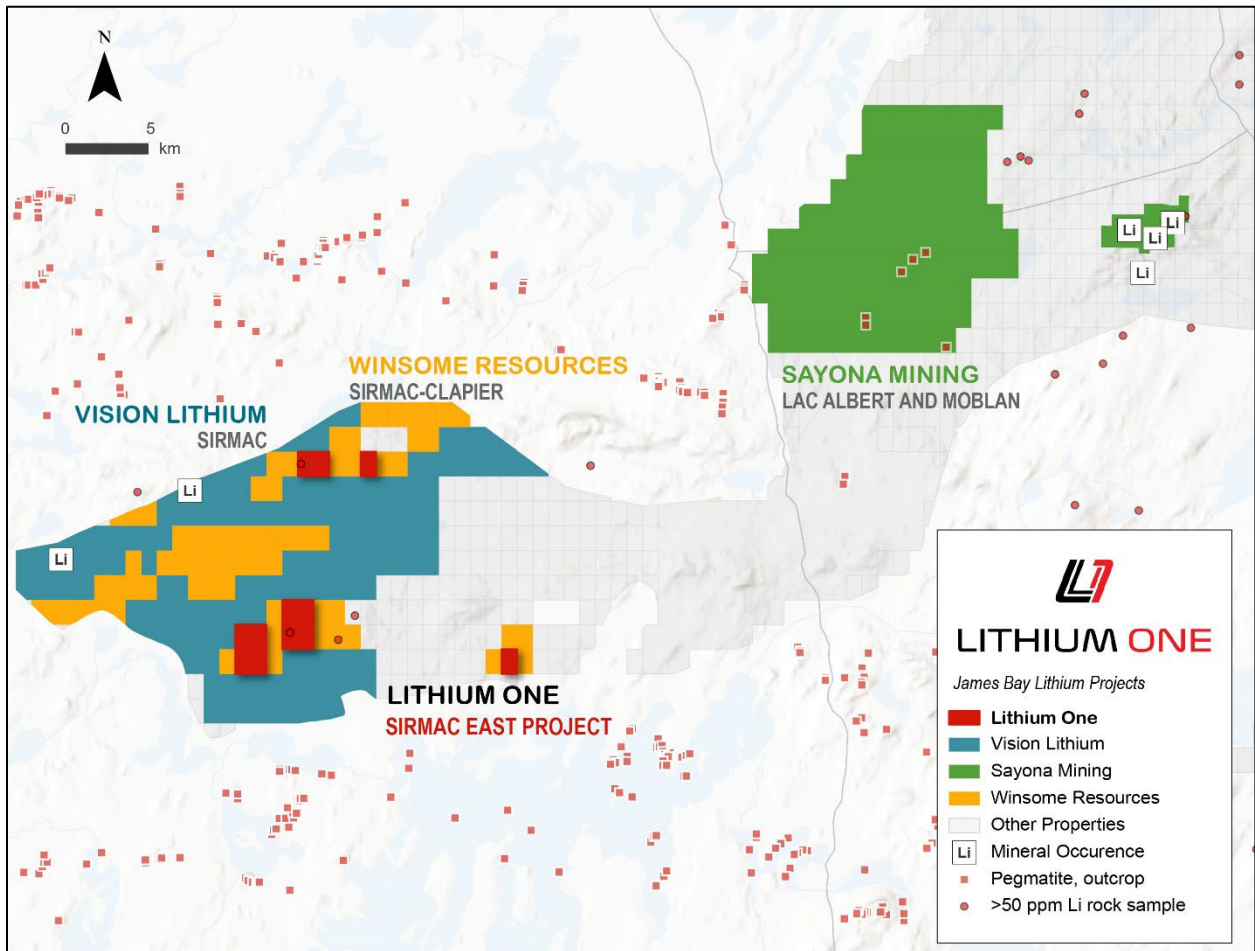 N
0 5
km
Li
Li
Li
Li
WINSOME RESOURCES
SIRMAC-CLAPIER
SAYONA MINING
LAC ALBERT AND MOBLAN
VISION LITHIUM
SIRMAC
Li
Li
LITHIUM ONE
SIRMAC EAST PROJECT
LITHIUM ONE
James Bay Lithium Projects
Lithium One
Vision Lithium
Sayona Mining
Winsome Resources
Other Properties
Li Mineral Occurence
Pegmatite, outcrop
>50 ppm Li rock sample